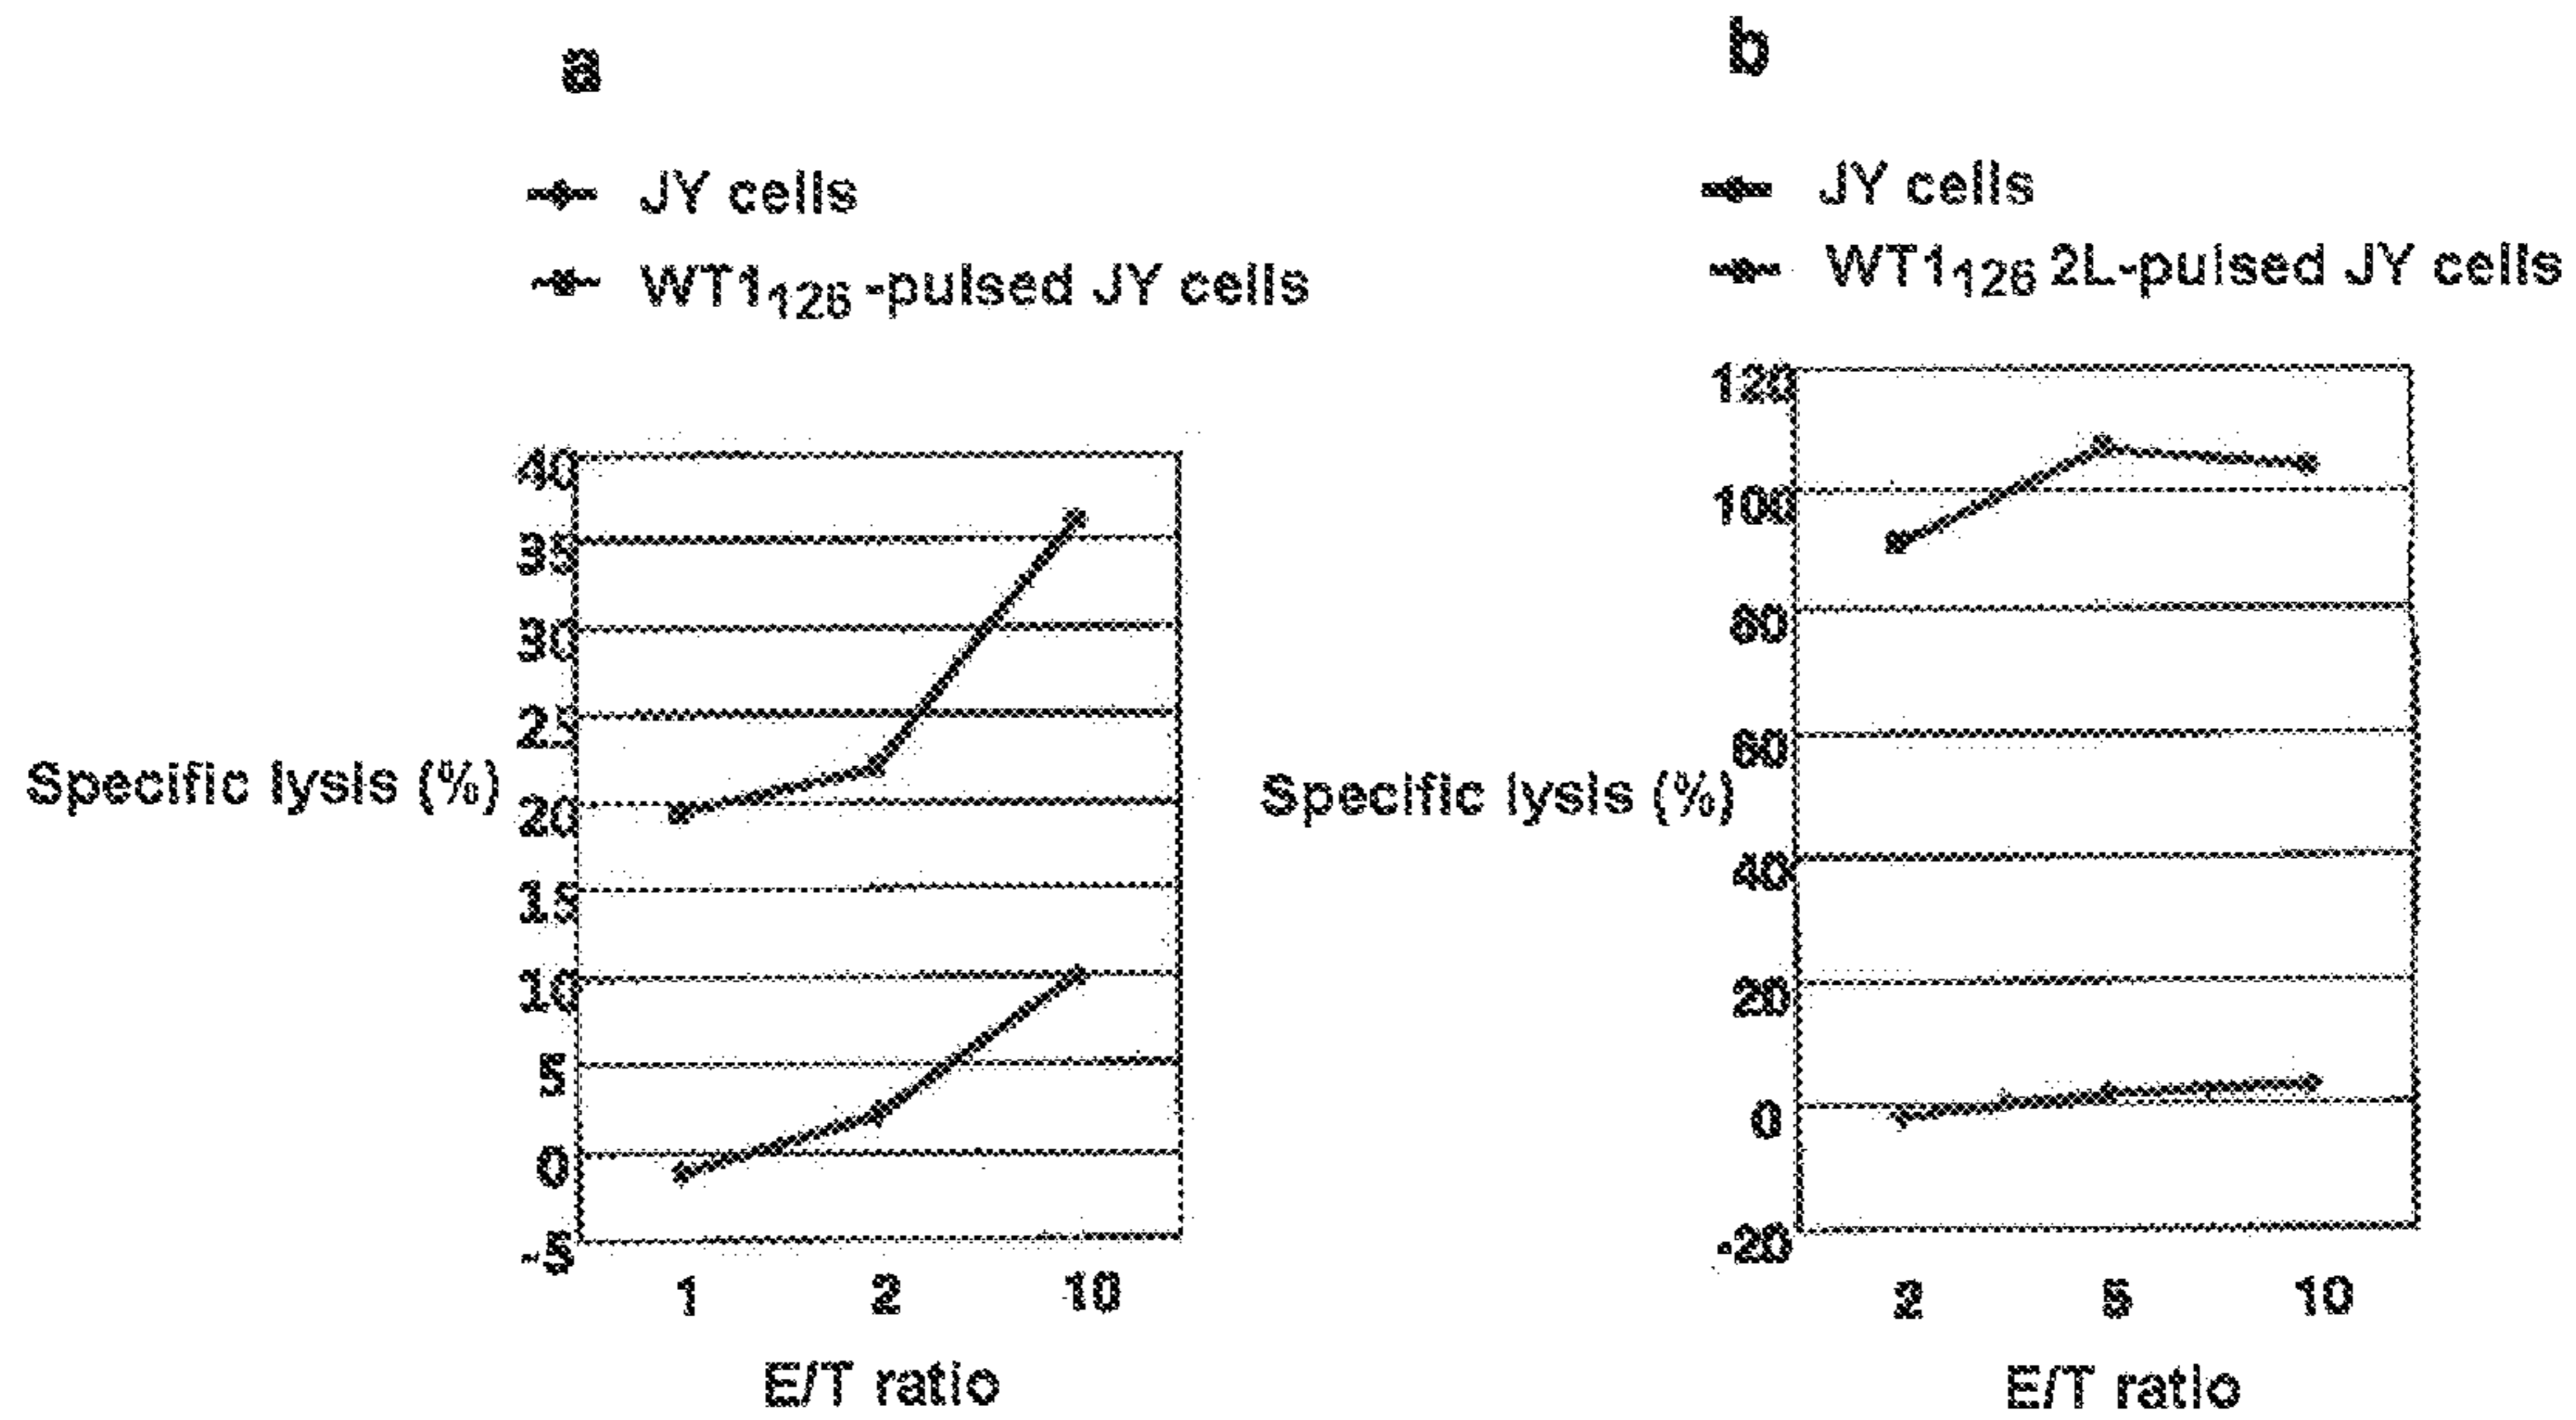 a
JY cells
WT1126 -pulsed JY cells
40
35
30
25
20
15
10
5
0
-5
Specific lysis (%)
1 2 10
E/T ratio
b
JY cells
WT1126 2L-pulsed JY cells
120
100
80
60
40
20
0
-20
Specific lysis (%)
2 5 10
E/T ratio